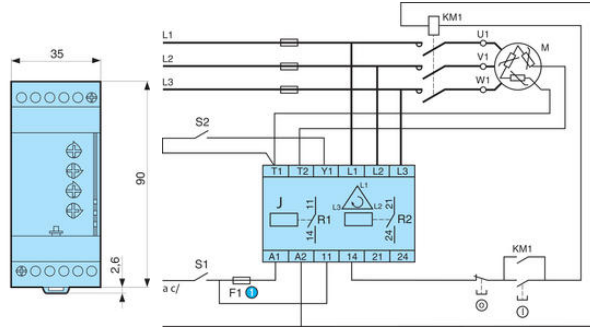 35
90
2,6
KM1
L1
L2
L3
U1
V1
W1
M
S2
T1 T2 Y1 L1 L2 L3
J
11
14
R1
L1
L3
L2
21
24
R2
A1 A2 11 14 21 24
S1
a c/
F1 1
KM1